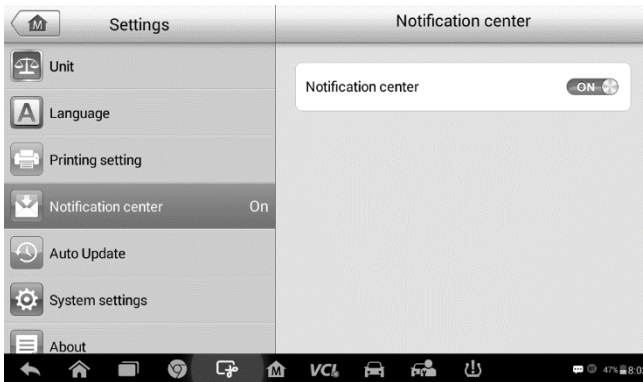 M
Settings
Notification center
Unit
Notification center
ON
A
Language
Printing setting
Notification center
On
Auto Update
System settings
About
M
VCI
47%